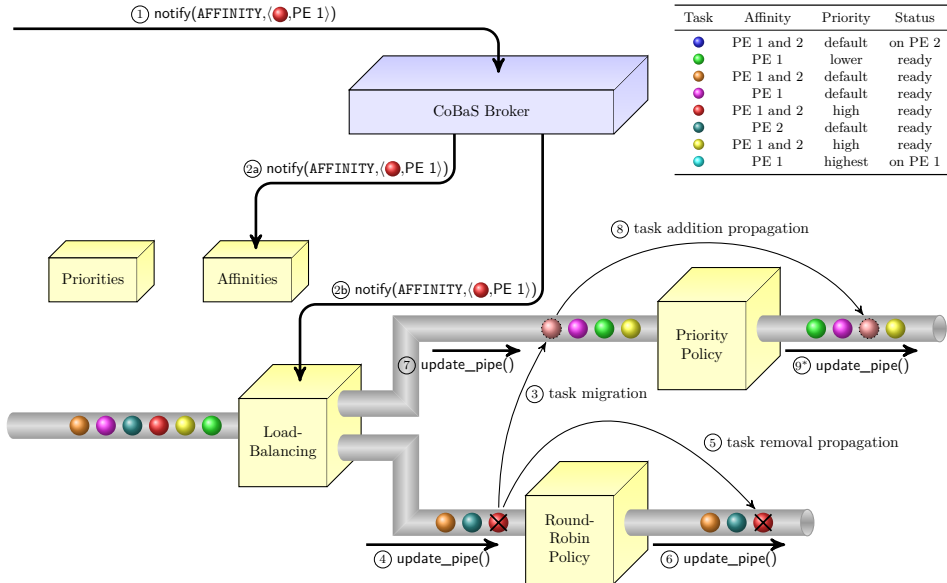 1 notify(AFFINITY,⟨ ,PE 1⟩)
Task Affinity Priority Status
PE 1 and 2 default on PE 2
PE 1 lower ready
PE 1 and 2 default ready
PE 1 default ready
PE 1 and 2 high ready
PE 2 default ready
PE 1 and 2 high ready
PE 1 highest on PE 1
CoBaS Broker
2a notify(AFFINITY,⟨ ,PE 1⟩)
8 task addition propagation
Priorities
Affinities
2b notify(AFFINITY,⟨ ,PE 1⟩)
Priority
Policy
7 update_pipe()
9* update_pipe()
3 task migration
Load-
Balancing
5 task removal propagation
Round-
Robin
Policy
4 update_pipe()
6 update_pipe()